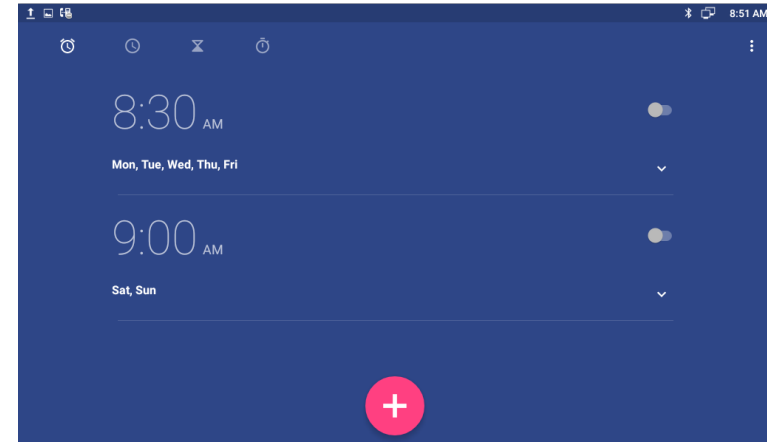 8:51 AM
8:30 AM
Mon, Tue, Wed, Thu, Fri
9:00 AM
Sat, Sun